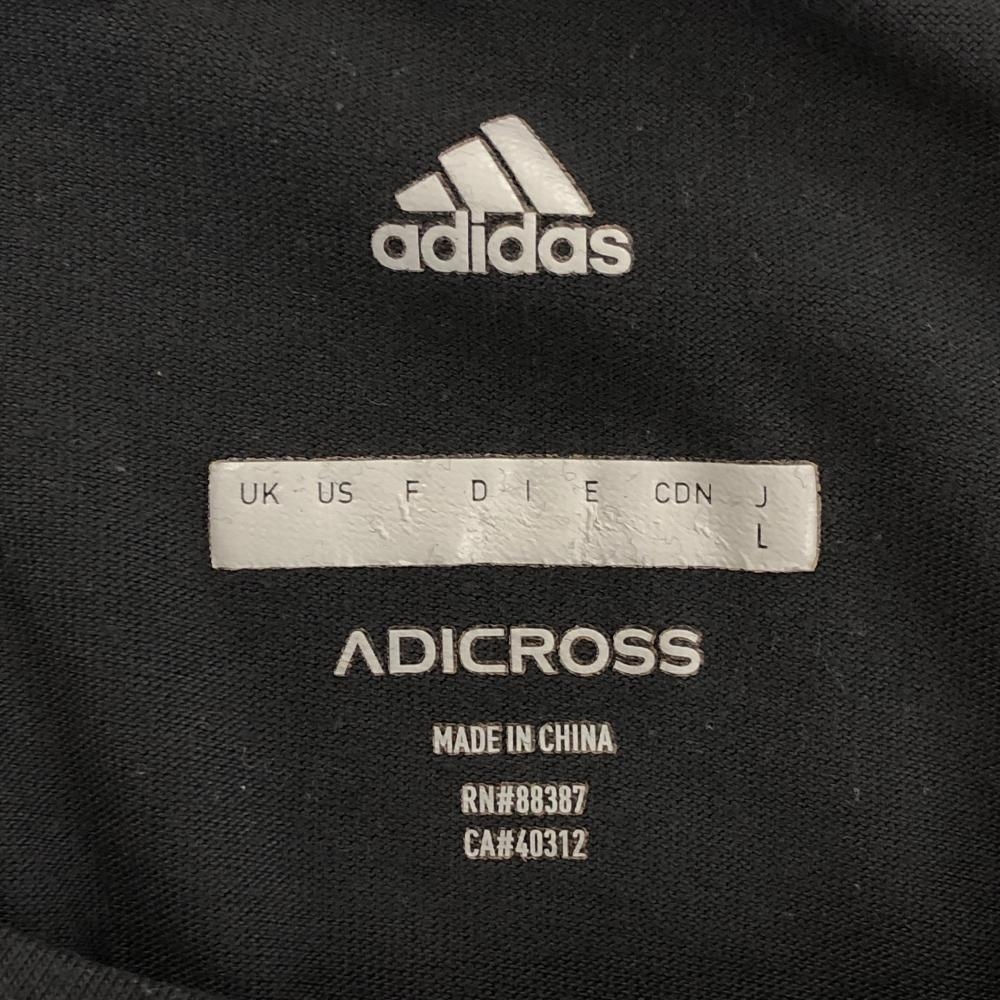 adidas
UK US F D I E CDN J
L
ADICROSS
MADE IN CHINA
RN#88387
CA#40312